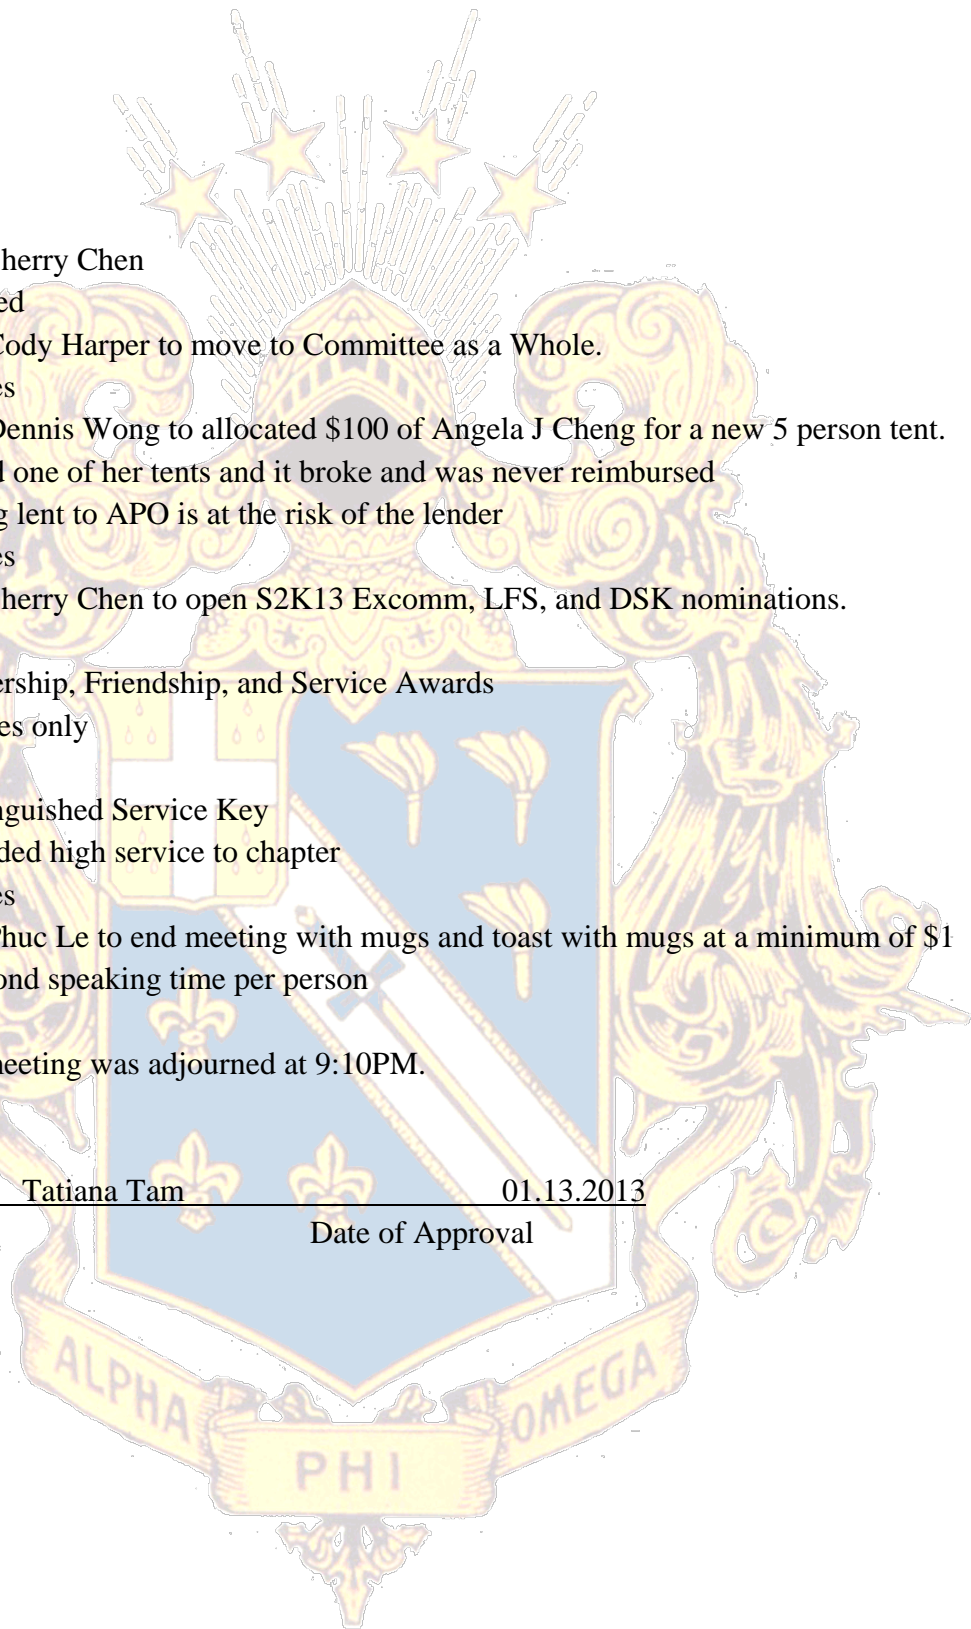 herry Chen
ed
Cody Harper to move to Committee as a Whole.
es
Dennis Wong to allocated $100 of Angela J Cheng for a new 5 person tent.
d one of her tents and it broke and was never reimbursed
g lent to APO is at the risk of the lender
es
herry Chen to open S2K13 Excomm, LFS, and DSK nominations.
ership, Friendship, and Service Awards
es only
nguished Service Key
ded high service to chapter
es
Phuc Le to end meeting with mugs and toast with mugs at a minimum of $1
ond speaking time per person
meeting was adjourned at 9:10PM.
Tatiana Tam 01.13.2013
Date of Approval
ALPHA PHI OMEGA